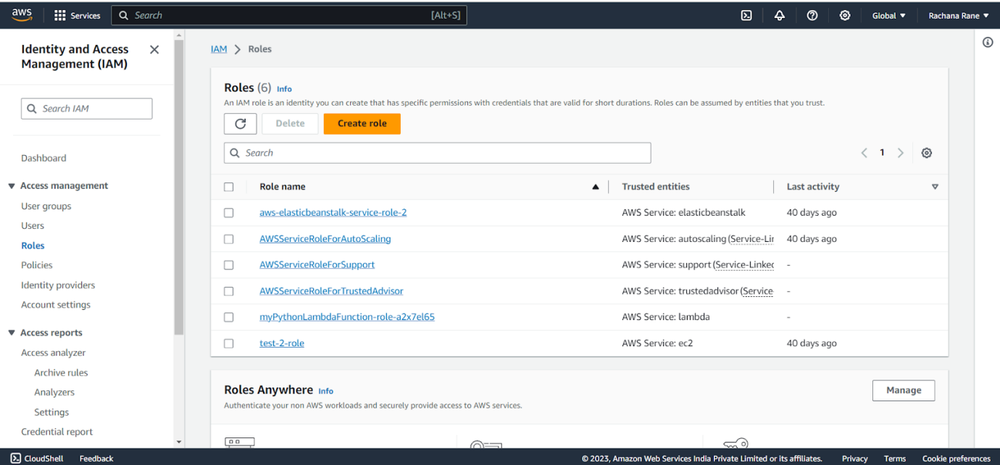 aws
Services
Search
[Alt+S]
Global ▼
Rachana Rane ▼
Identity and Access
Management (IAM)
Search IAM
Dashboard
Access management
User groups
Users
Roles
Policies
Identity providers
Account settings
Access reports
Access analyzer
Archive rules
Analyzers
Settings
Credential report
IAM > Roles
Roles (6) Info
An IAM role is an identity you can create that has specific permissions with credentials that are valid for short durations. Roles can be assumed by entities that you trust.
Delete
Create role
Search
1
Role name Trusted entities Last activity
aws-elasticbeanstalk-service-role-2 AWS Service: elasticbeanstalk 40 days ago
AWSServiceRoleForAutoScaling AWS Service: autoscaling (Service-Lir 40 days ago
AWSServiceRoleForSupport AWS Service: support (Service-Linked -
AWSServiceRoleForTrustedAdvisor AWS Service: trustedadvisor (Service- -
myPythonLambdaFunction-role-a2x7el65 AWS Service: lambda -
test-2-role AWS Service: ec2 40 days ago
Roles Anywhere Info
Authenticate your non AWS workloads and securely provide access to AWS services.
Manage
CloudShell Feedback
© 2023, Amazon Web Services India Private Limited or its affiliates. Privacy Terms Cookie preferences